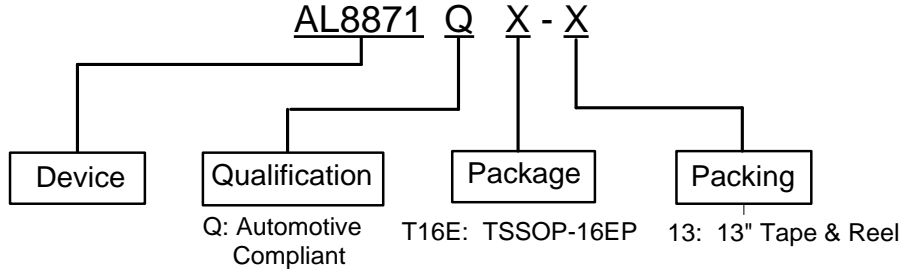 AL8871 Q X - X
Device
Qualification
Package
Packing
Q: Automotive
Compliant
T16E: TSSOP-16EP
13: 13" Tape & Reel